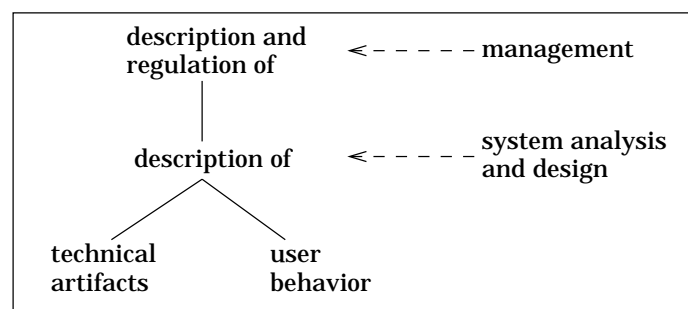 description and
regulation of
management
description of
system analysis
and design
technical
artifacts
user
behavior